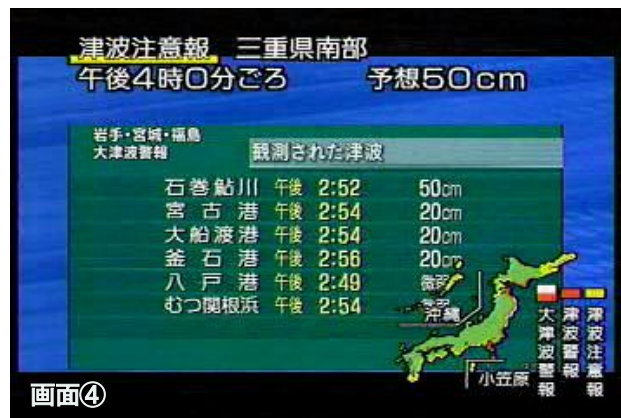 津波注意報 三重県南部
午後4時0分ごろ 予想50cm
岩手・宮城・福島
大津波警報
観測された津波
石巻鮎川 午後 2:52 50cm
宮古港 午後 2:54 20cm
大船渡港 午後 2:54 20cm
釜石港 午後 2:56 20cm
八戸港 午後 2:49 微弱
むつ関根浜 午後 2:54
沖縄
小笠原
大津波警報
津波警報
津波注意報
画面④